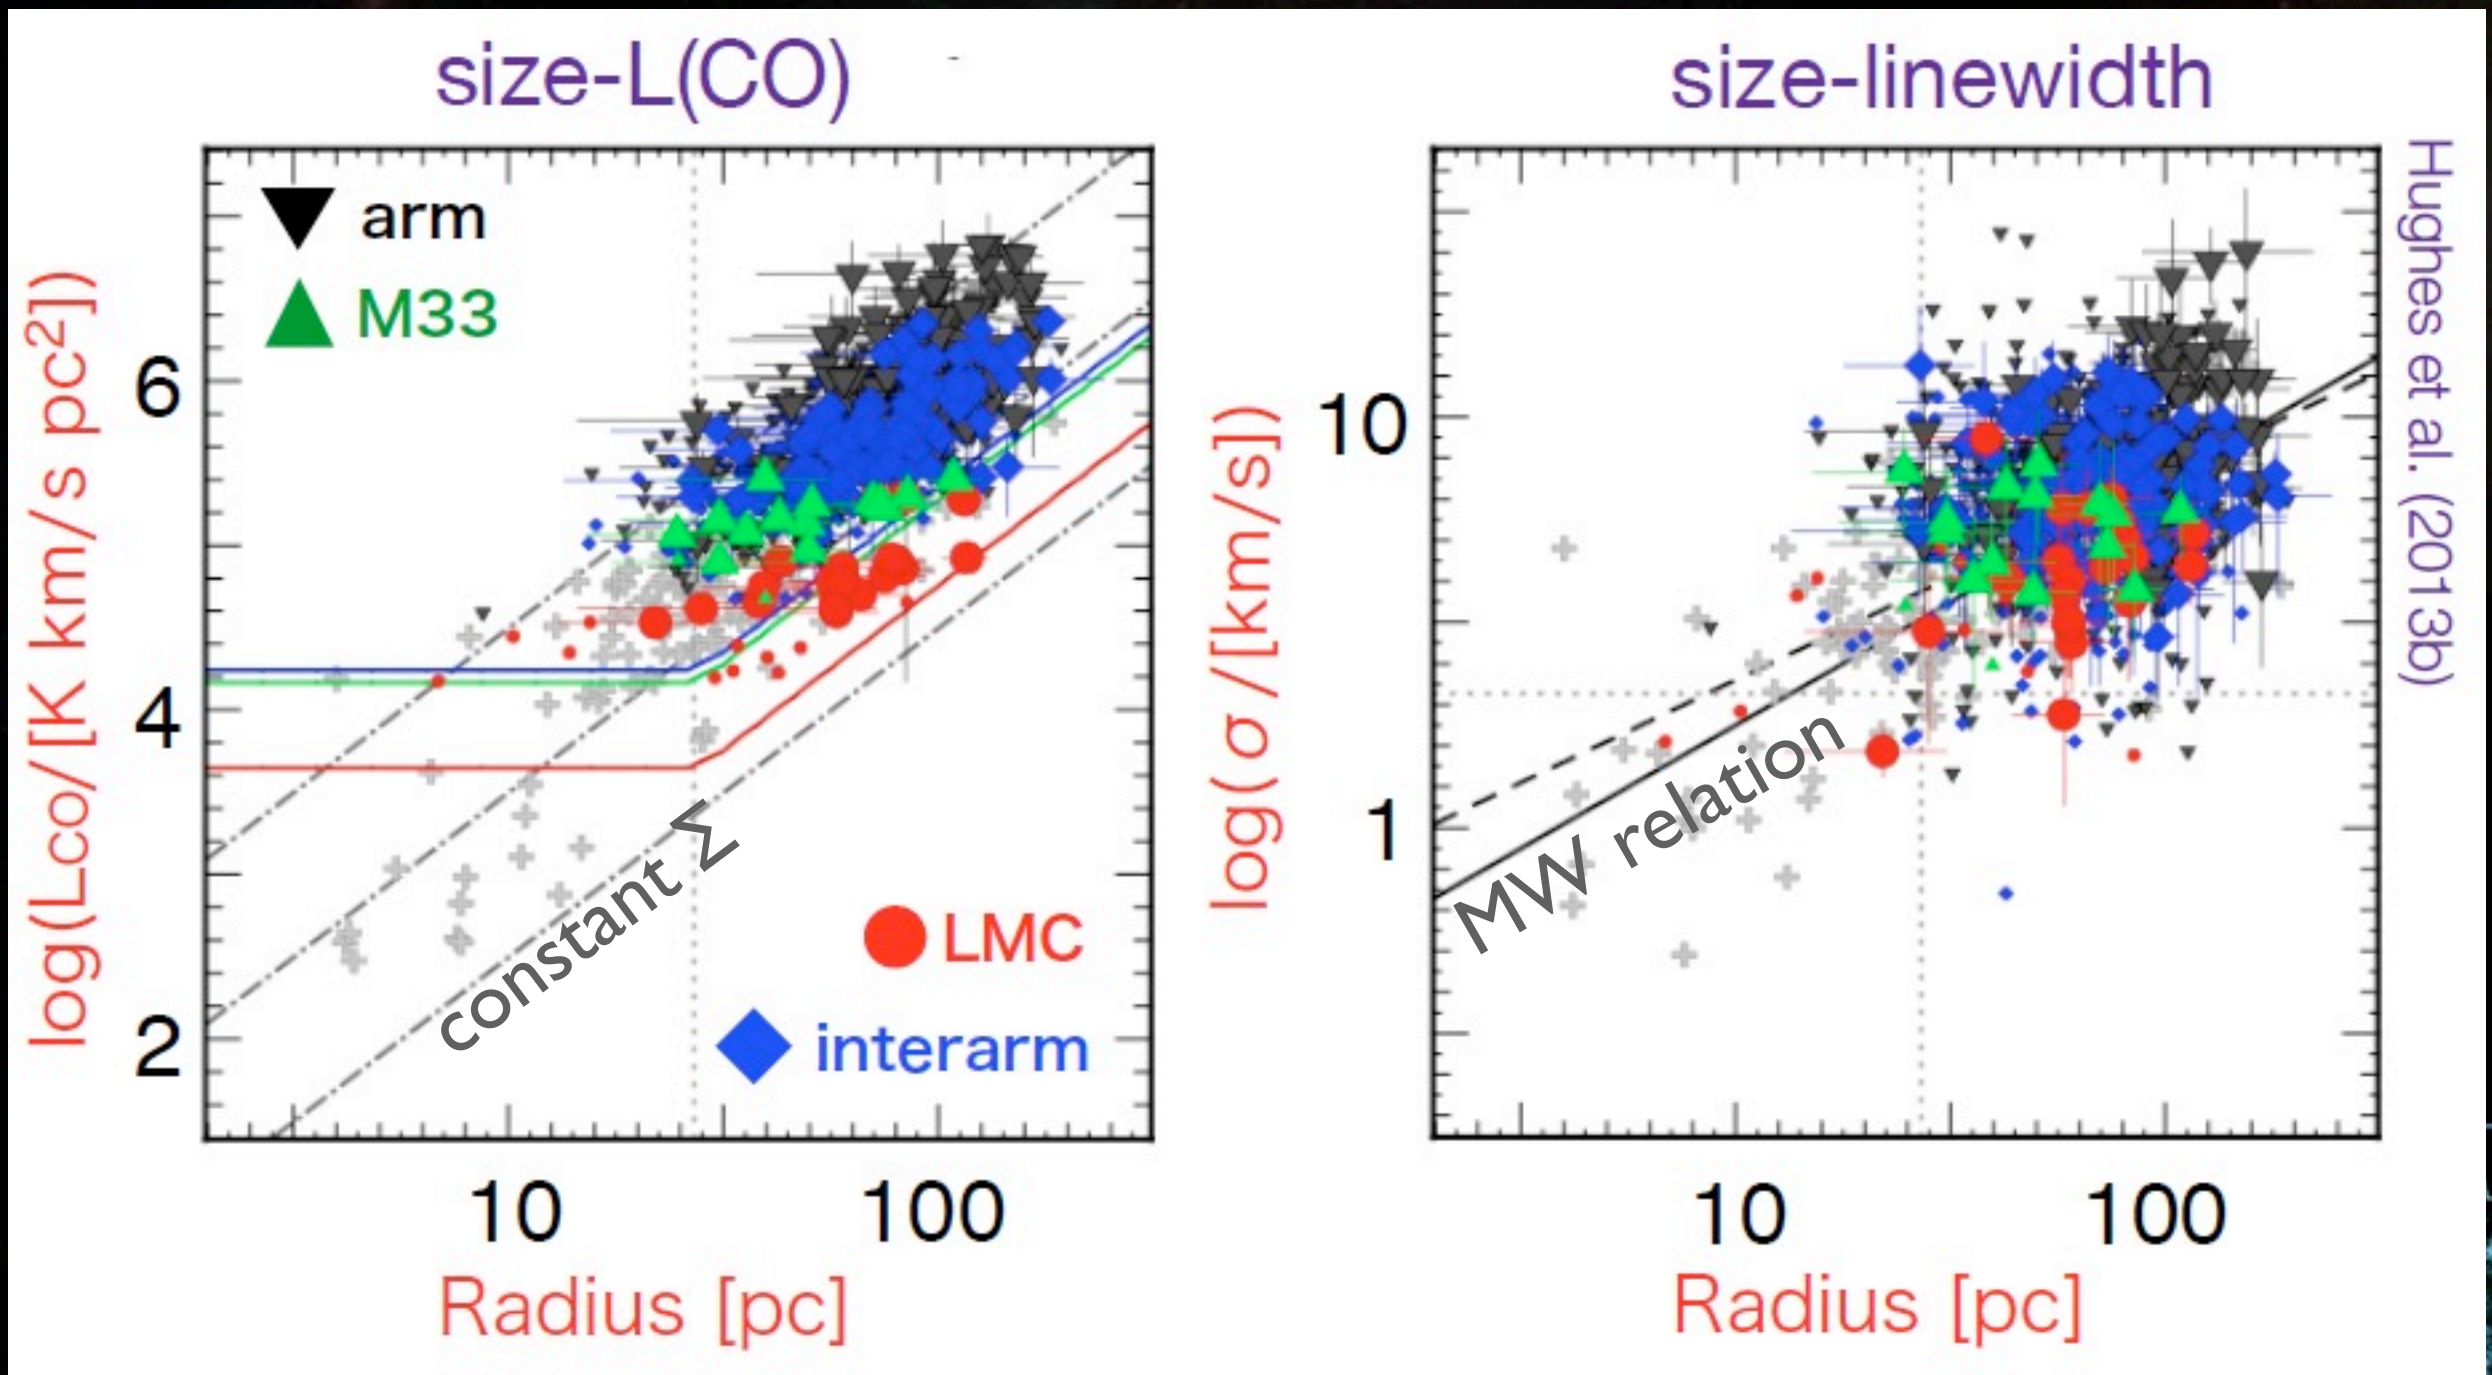 size-L(CO)
arm
M33
log(Lco/[K km/s pc²])
6
4
2
constant Σ
LMC
interarm
10 100
Radius [pc]
size-linewidth
log(σ/[km/s])
10
1
MW relation
10 100
Radius [pc]
Hughes et al. (2013b)